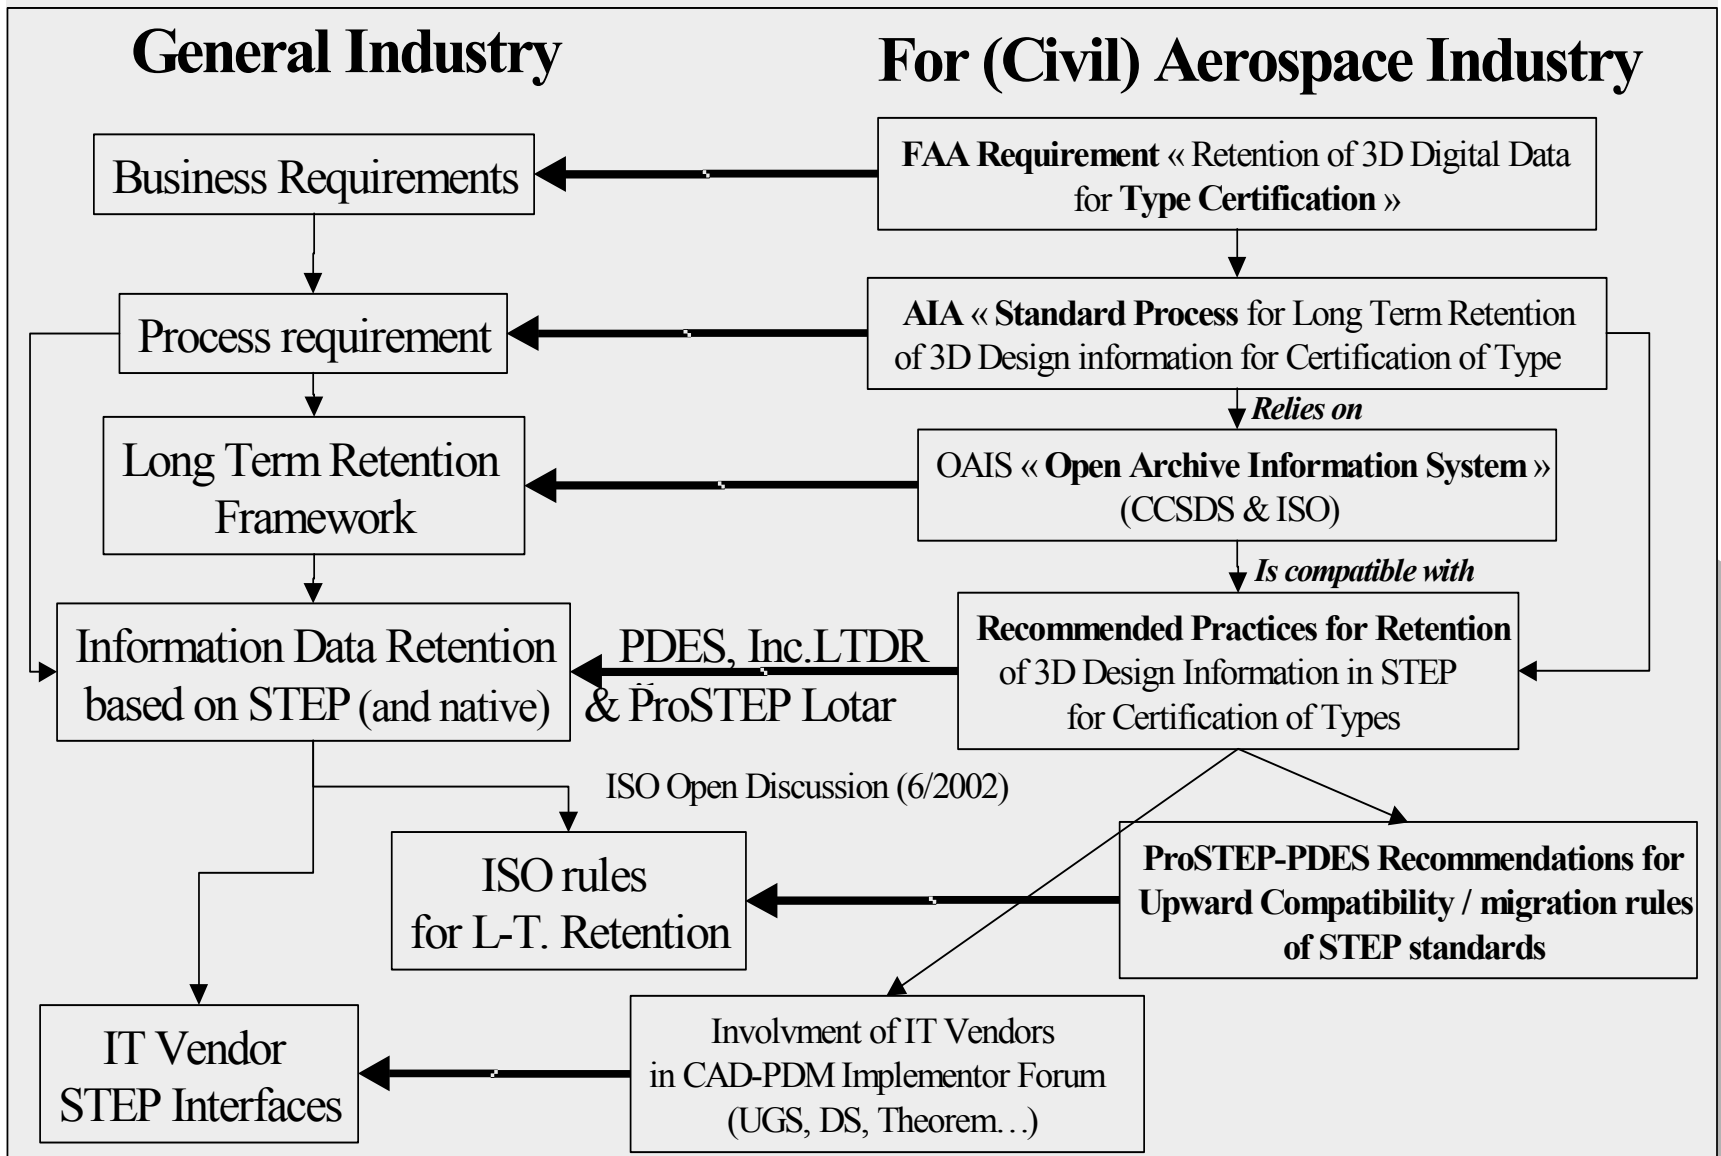 General Industry
For (Civil) Aerospace Industry
Business Requirements
FAA Requirement « Retention of 3D Digital Data
for Type Certification »
Process requirement
AIA « Standard Process for Long Term Retention
of 3D Design information for Certification of Type
Relies on
Long Term Retention
Framework
OAIS « Open Archive Information System »
(CCSDS & ISO)
Is compatible with
Information Data Retention
based on STEP (and native)
PDES, Inc.LTDR
& ProSTEP Lotar
Recommended Practices for Retention
of 3D Design Information in STEP
for Certification of Types
ISO Open Discussion (6/2002)
ISO rules
for L-T. Retention
ProSTEP-PDES Recommendations for
Upward Compatibility / migration rules
of STEP standards
IT Vendor
STEP Interfaces
Involvment of IT Vendors
in CAD-PDM Implementor Forum
(UGS, DS, Theorem…)